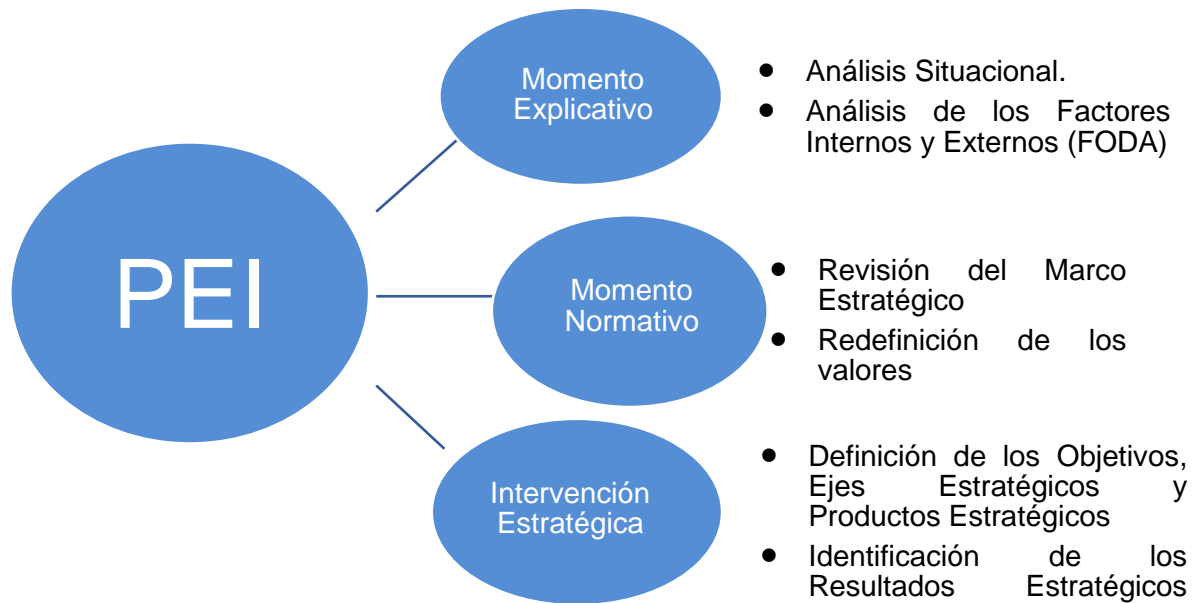 PEI
Momento
Explicativo
● Análisis Situacional.
● Análisis de los Factores
Internos y Externos (FODA)
Momento
Normativo
● Revisión del Marco
Estratégico
● Redefinición de los
valores
Intervención
Estratégica
● Definición de los Objetivos,
Ejes Estratégicos y
Productos Estratégicos
● Identificación de los
Resultados Estratégicos